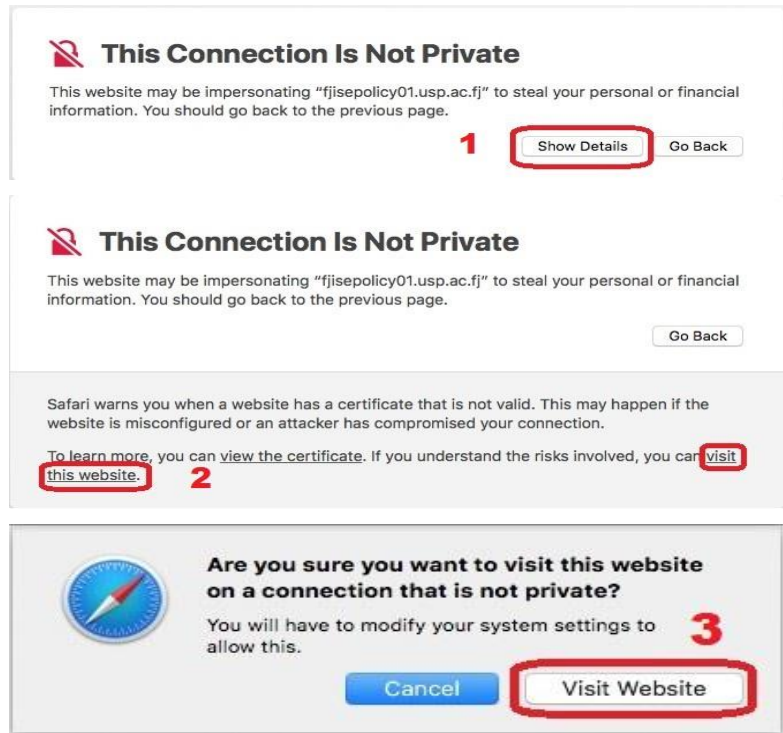 This Connection Is Not Private
This website may be impersonating “fjisepolicy01.usp.ac.fj” to steal your personal or financial
information. You should go back to the previous page.
1 Show Details Go Back
This Connection Is Not Private
This website may be impersonating “fjisepolicy01.usp.ac.fj” to steal your personal or financial
information. You should go back to the previous page.
Go Back
Safari warns you when a website has a certificate that is not valid. This may happen if the
website is misconfigured or an attacker has compromised your connection.
To learn more, you can view the certificate. If you understand the risks involved, you can visit
this website. 2
Are you sure you want to visit this website
on a connection that is not private?
You will have to modify your system settings to
allow this.
3
Cancel Visit Website